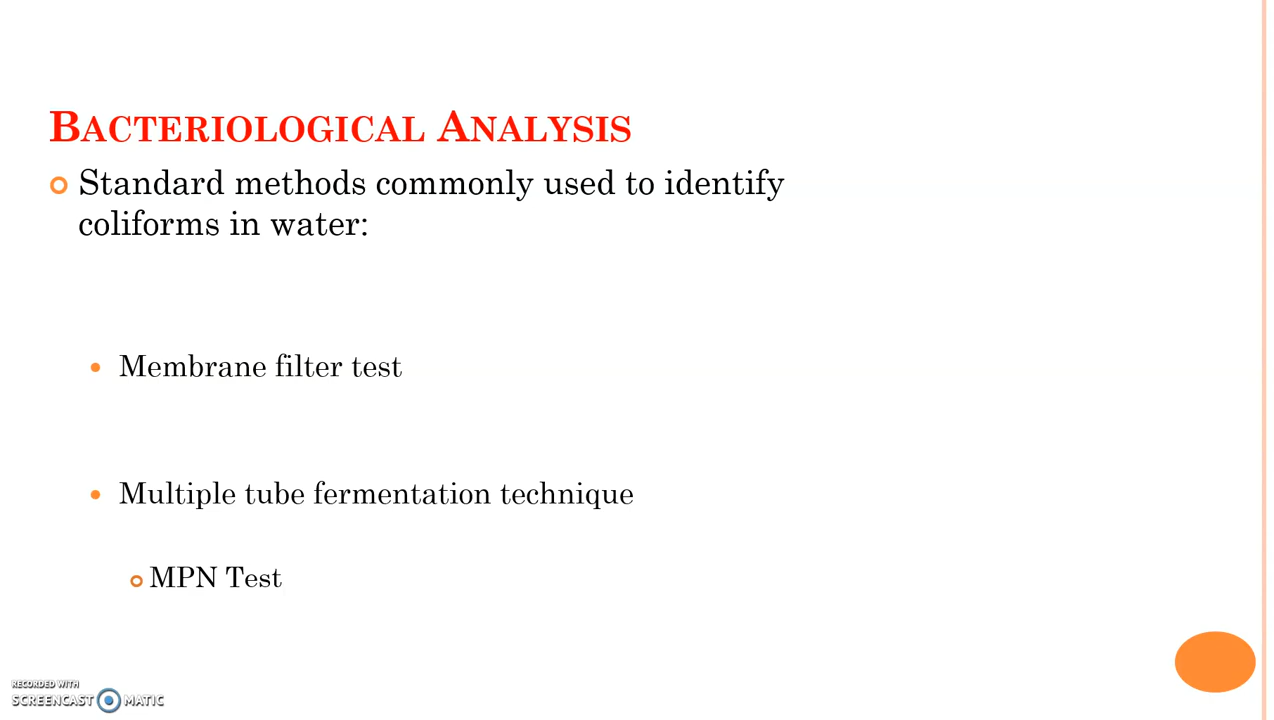 BACTERIOLOGICAL ANALYSIS
Standard methods commonly used to identify
coliforms in water:
Membrane filter test
Multiple tube fermentation technique
MPN Test
RECORDED WITH
SCREENCAST MATIC